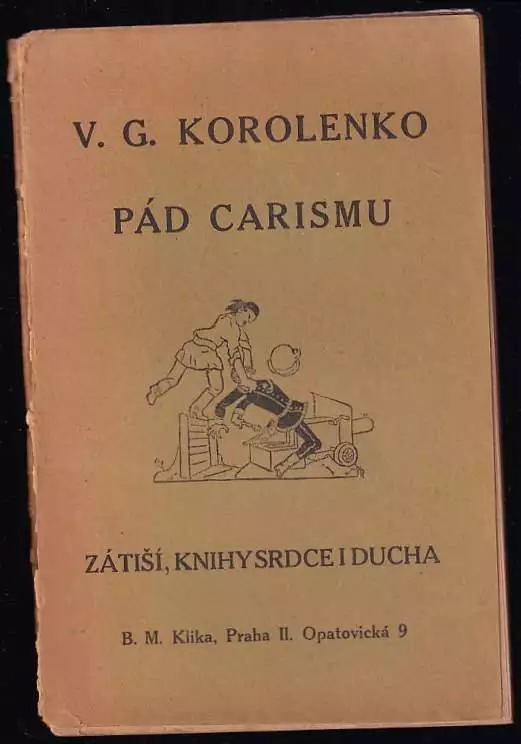 V. G. KOROLENKO
PÁD CARISMU
ZÁTIŠÍ, KNIHY SRDCE I DUCHA
B. M. Klika, Praha II. Opatovická 9